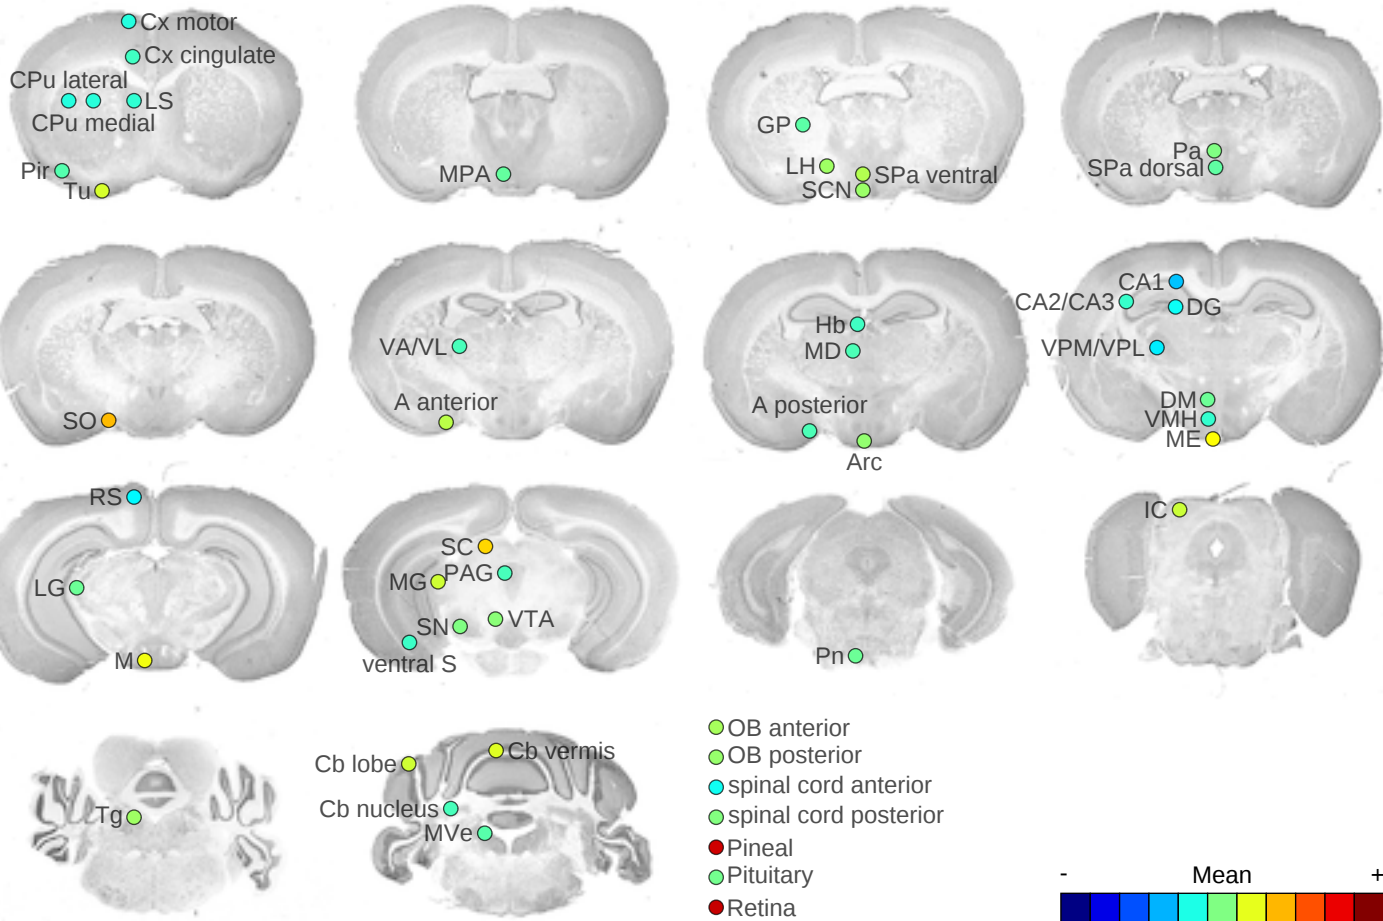 Cx motor
Cx cingulate
CPu lateral
LS
CPu medial
Pir
Tu
MPA
GP
LH
SPa ventral
SCN
Pa
SPa dorsal
SO
VA/VL
A anterior
Hb
MD
A posterior
Arc
CA1
CA2/CA3
DG
VPM/VPL
DM
VMH
ME
RS
LG
M
SC
PAG
MG
SN
VTA
ventral S
Pn
IC
Tg
Cb lobe
Cb vermis
Cb nucleus
MVe
OB anterior
OB posterior
spinal cord anterior
spinal cord posterior
Pineal
Pituitary
Retina
- Mean +